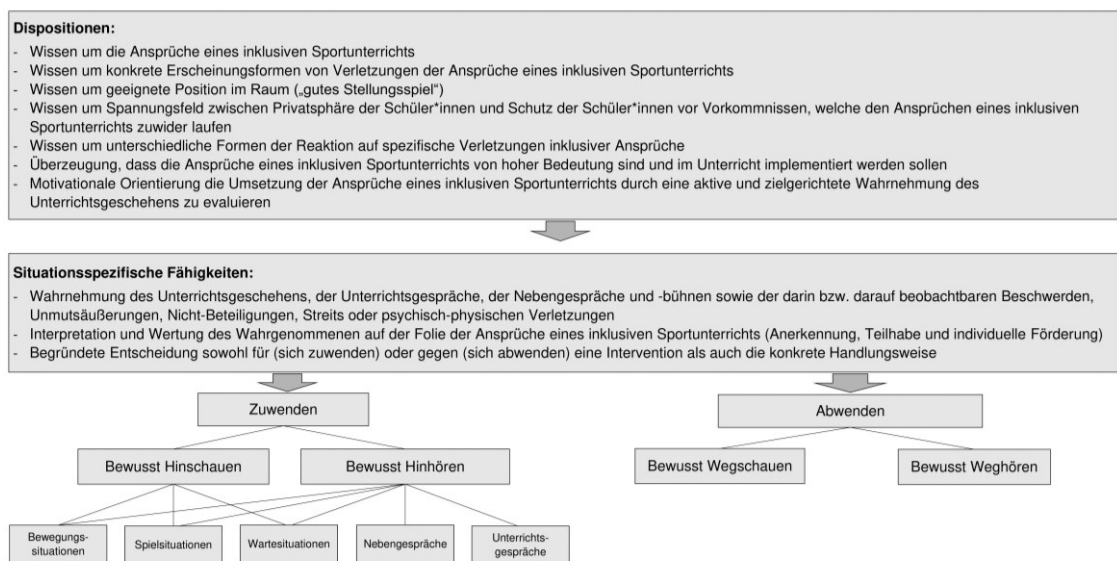 Dispositionen:
- Wissen um die Ansprüche eines inklusiven Sportunterrichts
- Wissen um konkrete Erscheinungsformen von Verletzungen der Ansprüche eines inklusiven Sportunterrichts
- Wissen um geeignete Position im Raum („gutes Stellungsspiel“)
- Wissen um Spannungsfeld zwischen Privatsphäre der Schüler*innen und Schutz der Schüler*innen vor Vorkommnissen, welche den Ansprüchen eines inklusiven
Sportunterrichts zuwider laufen
- Wissen um unterschiedliche Formen der Reaktion auf spezifische Verletzungen inklusiver Ansprüche
- Überzeugung, dass die Ansprüche eines inklusiven Sportunterrichts von hoher Bedeutung sind und im Unterricht implementiert werden sollen
- Motivationale Orientierung die Umsetzung der Ansprüche eines inklusiven Sportunterrichts durch eine aktive und zielgerichtete Wahrnehmung des
Unterrichtsgeschehens zu evaluieren
Situationsspezifische Fähigkeiten:
- Wahrnehmung des Unterrichtsgeschehens, der Unterrichtsgespräche, der Nebengespräche und -bühnen sowie der darin bzw. darauf beobachtbaren Beschwerden,
Unmutsäußerungen, Nicht-Beteiligungen, Streits oder psychisch-physischen Verletzungen
- Interpretation und Wertung des Wahrgenommenen auf der Folie der Ansprüche eines inklusiven Sportunterrichts (Anerkennung, Teilhabe und individuelle Förderung)
- Begründete Entscheidung sowohl für (sich zuwenden) oder gegen (sich abwenden) eine Intervention als auch die konkrete Handlungsweise
Zuwenden
Abwenden
Bewusst Hinschauen
Bewusst Hinhören
Bewusst Wegschauen
Bewusst Weghören
Bewegungs-
situationen
Spielsituationen
Wartesituationen
Nebengespräche
Unterrichts-
gespräche